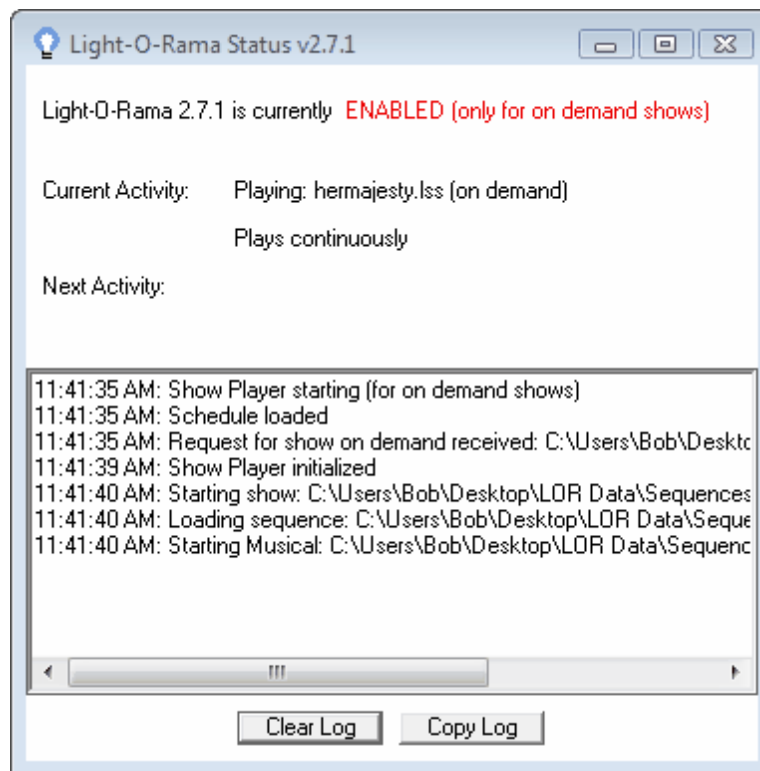 Light-O-Rama Status v2.7.1
Light-O-Rama 2.7.1 is currently ENABLED (only for on demand shows)
Current Activity: Playing: hermajesty.lss (on demand)
Plays continuously
Next Activity:
11:41:35 AM: Show Player starting (for on demand shows)
11:41:35 AM: Schedule loaded
11:41:35 AM: Request for show on demand received: C:\Users\Bob\Deskto
11:41:39 AM: Show Player initialized
11:41:40 AM: Starting show: C:\Users\Bob\Desktop\LOR Data\Sequences
11:41:40 AM: Loading sequence: C:\Users\Bob\Desktop\LOR Data\Seque
11:41:40 AM: Starting Musical: C:\Users\Bob\Desktop\LOR Data\Sequenc
Clear Log Copy Log